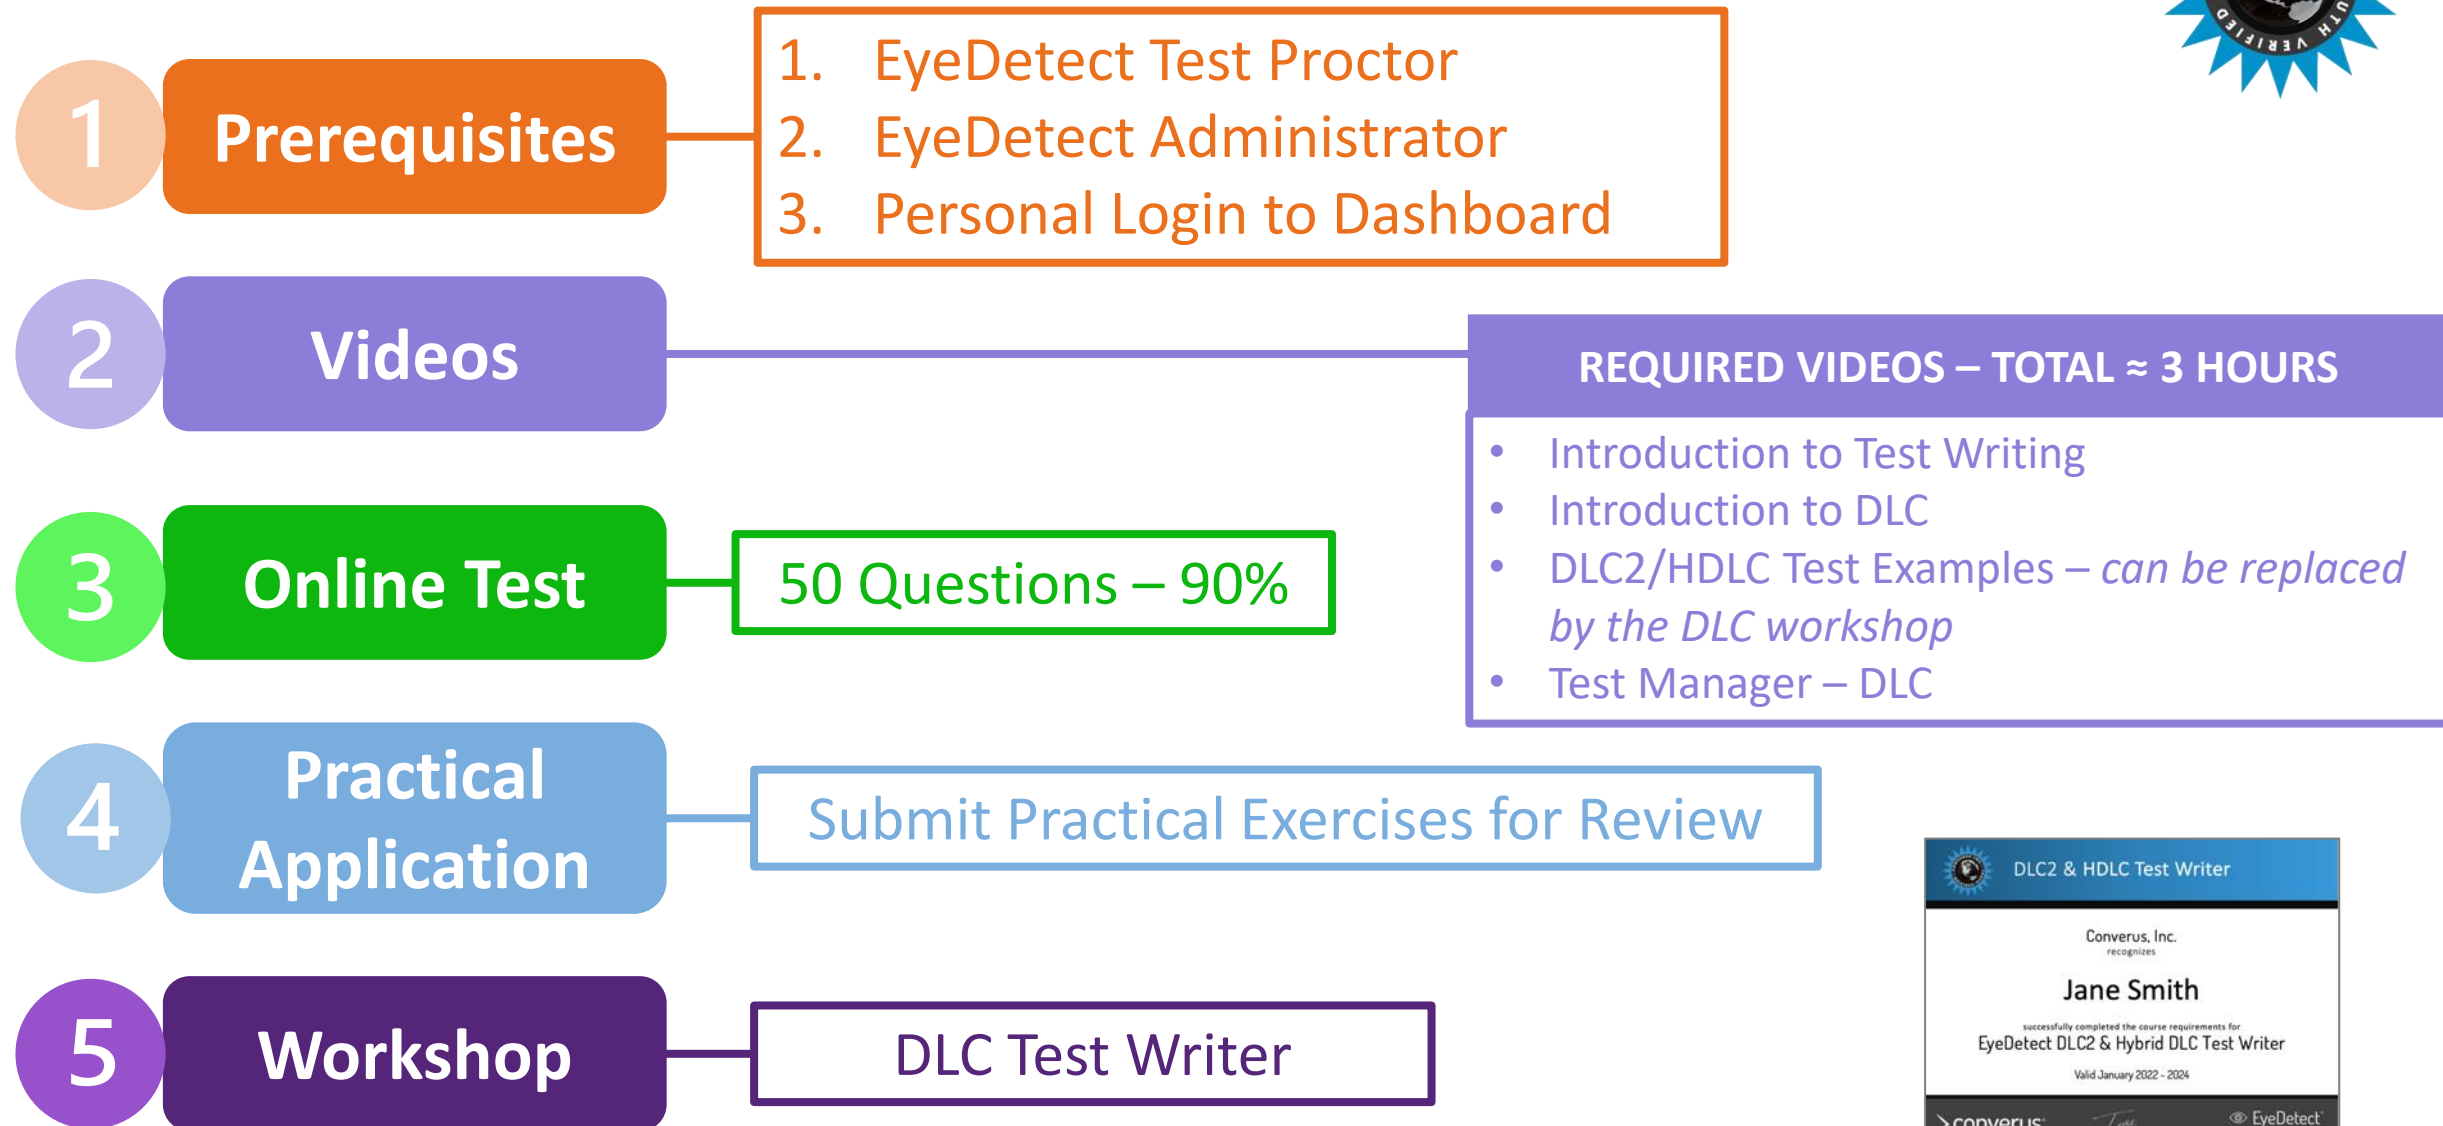 UTH VERIFIED
1
Prerequisites
1. EyeDetect Test Proctor
2. EyeDetect Administrator
3. Personal Login to Dashboard
2
Videos
REQUIRED VIDEOS – TOTAL ≈ 3 HOURS
• Introduction to Test Writing
• Introduction to DLC
• DLC2/HDLC Test Examples – can be replaced
by the DLC workshop
• Test Manager – DLC
3
Online Test
50 Questions – 90%
4
Practical
Application
Submit Practical Exercises for Review
5
Workshop
DLC Test Writer
DLC2 & HDLC Test Writer
Converus, Inc.
recognizes
Jane Smith
successfully completed the course requirements for
EyeDetect DLC2 & Hybrid DLC Test Writer
Valid January 2022 - 2024
converus
EyeDetect